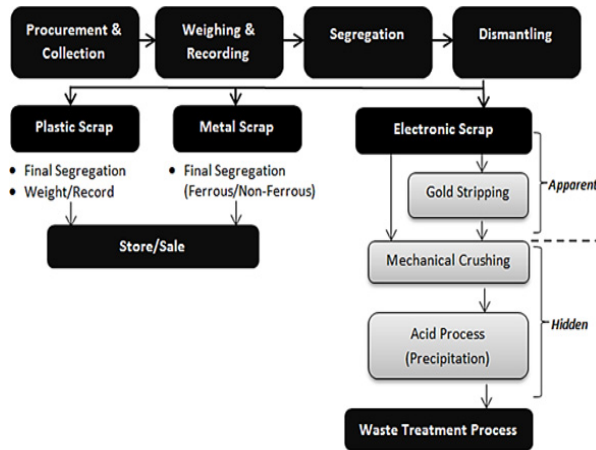 Procurement &
Collection
Weighing &
Recording
Segregation
Dismantling
Plastic Scrap
Metal Scrap
Electronic Scrap
• Final Segregation
• Weight/Record
• Final Segregation
(Ferrous/Non-Ferrous)
Gold Stripping
Apparent
Store/Sale
Mechanical Crushing
Hidden
Acid Process
(Precipitation)
Waste Treatment Process